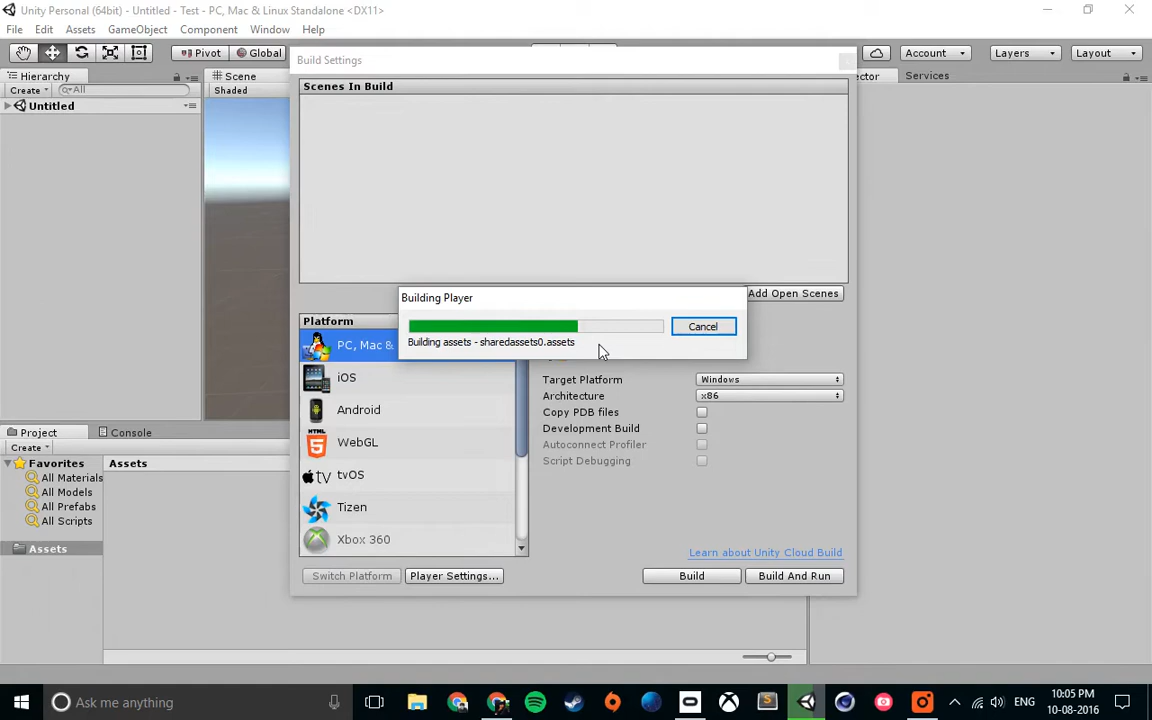 Unity Personal (64bit) - Untitled - Test - PC, Mac & Linux Standalone <DX11>
File Edit Assets GameObject Component Window Help
Pivot Global Account Layers Layout
Build Settings
Hierarchy Scene Services
Create All Shaded
Untitled
Scenes In Build
Add Open Scenes
Building Player
Cancel
Building assets - sharedassets0.assets
Platform
PC, Mac &
iOS
Android
HTML
WebGL
tv tvOS
Tizen
Xbox 360
Target Platform Windows
Architecture x86
Copy PDB files
Development Build
Autoconnect Profiler
Script Debugging
Learn about Unity Cloud Build
Switch Platform Player Settings... Build Build And Run
Project Console
Create
Favorites Assets
All Materials
All Models
All Prefabs
All Scripts
Assets
Ask me anything
ENG 10:05 PM
10-08-2016